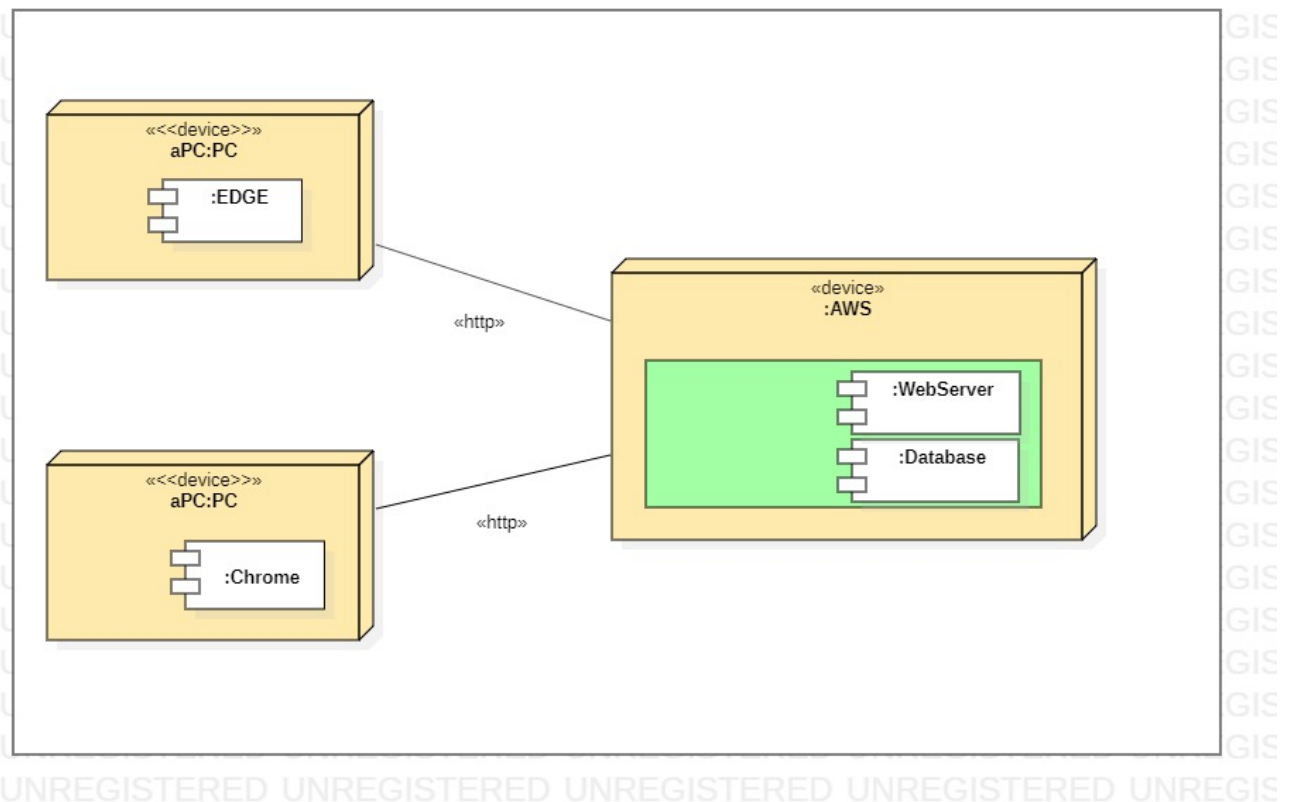 «<<device>>»
aPC:PC
:EDGE
«http»
«device»
:AWS
:WebServer
:Database
«<<device>>»
aPC:PC
:Chrome
«http»
UNREGISTERED UNREGISTERED UNREGISTERED UNREGISTERED UNREGIS